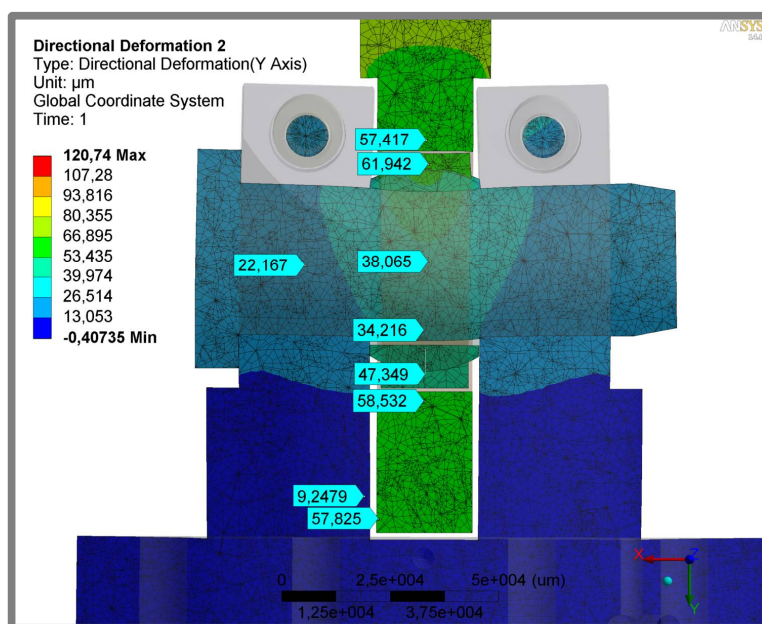 ANSYS
Directional Deformation 2
Type: Directional Deformation(Y Axis)
Unit: µm
Global Coordinate System
Time: 1
120,74 Max
107,28
93,816
80,355
66,895
53,435
39,974
26,514
13,053
-0,40735 Min
57,417
61,942
22,167
38,065
34,216
47,349
58,532
9,2479
57,825
0 2,5e+004 5e+004 (um)
1,25e+004 3,75e+004
X Z
Y